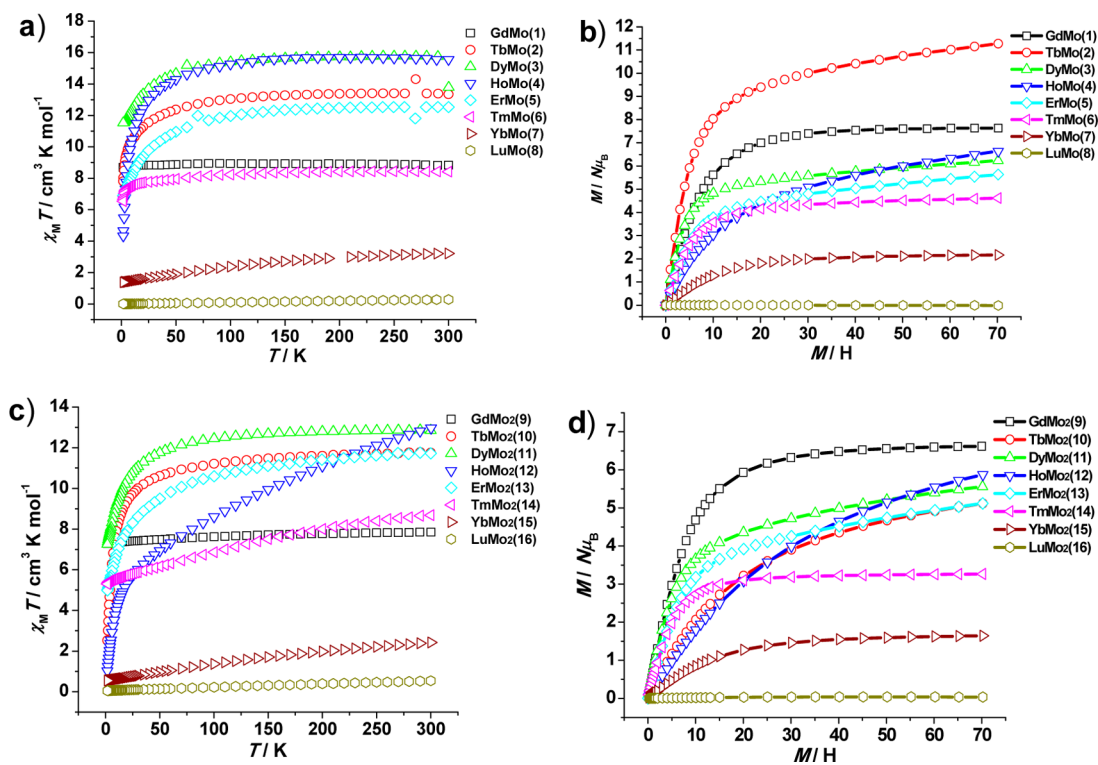 a)
χM T / cm3 K mol-1
18
16
14
12
10
8
6
4
2
0
0 50 100 150 200 250 300
T / K
GdMo(1)
TbMo(2)
DyMo(3)
HoMo(4)
ErMo(5)
TmMo(6)
YbMo(7)
LuMo(8)
b)
M / NμB
11
10
9
8
7
6
5
4
3
2
1
0
0 10 20 30 40 50 60 70
M / H
GdMo(1)
TbMo(2)
DyMo(3)
HoMo(4)
ErMo(5)
TmMo(6)
YbMo(7)
LuMo(8)
c)
χM T / cm3 K mol-1
14
12
10
8
6
4
2
0
0 50 100 150 200 250 300
T / K
GdMo2(9)
TbMo2(10)
DyMo2(11)
HoMo2(12)
ErMo2(13)
TmMo2(14)
YbMo2(15)
LuMo2(16)
d)
M / NμB
7
6
5
4
3
2
1
0
0 10 20 30 40 50 60 70
M / H
GdMo2(9)
TbMo2(10)
DyMo2(11)
HoMo2(12)
ErMo2(13)
TmMo2(14)
YbMo2(15)
LuMo2(16)